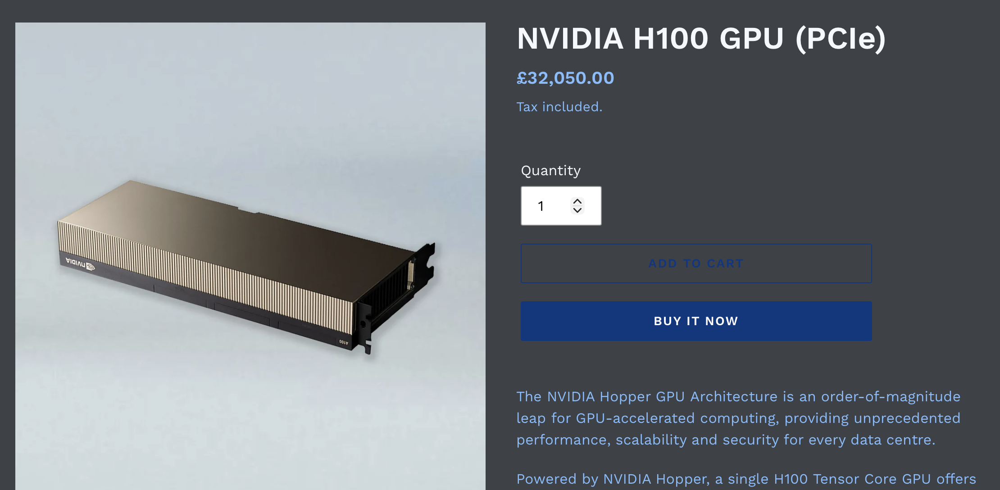 NVIDIA H100 GPU (PCIe)
£32,050.00
Tax included.
Quantity
1
ADD TO CART
BUY IT NOW
NVIDIA
A100
The NVIDIA Hopper GPU Architecture is an order-of-magnitude
leap for GPU-accelerated computing, providing unprecedented
performance, scalability and security for every data centre.
Powered by NVIDIA Hopper, a single H100 Tensor Core GPU offers